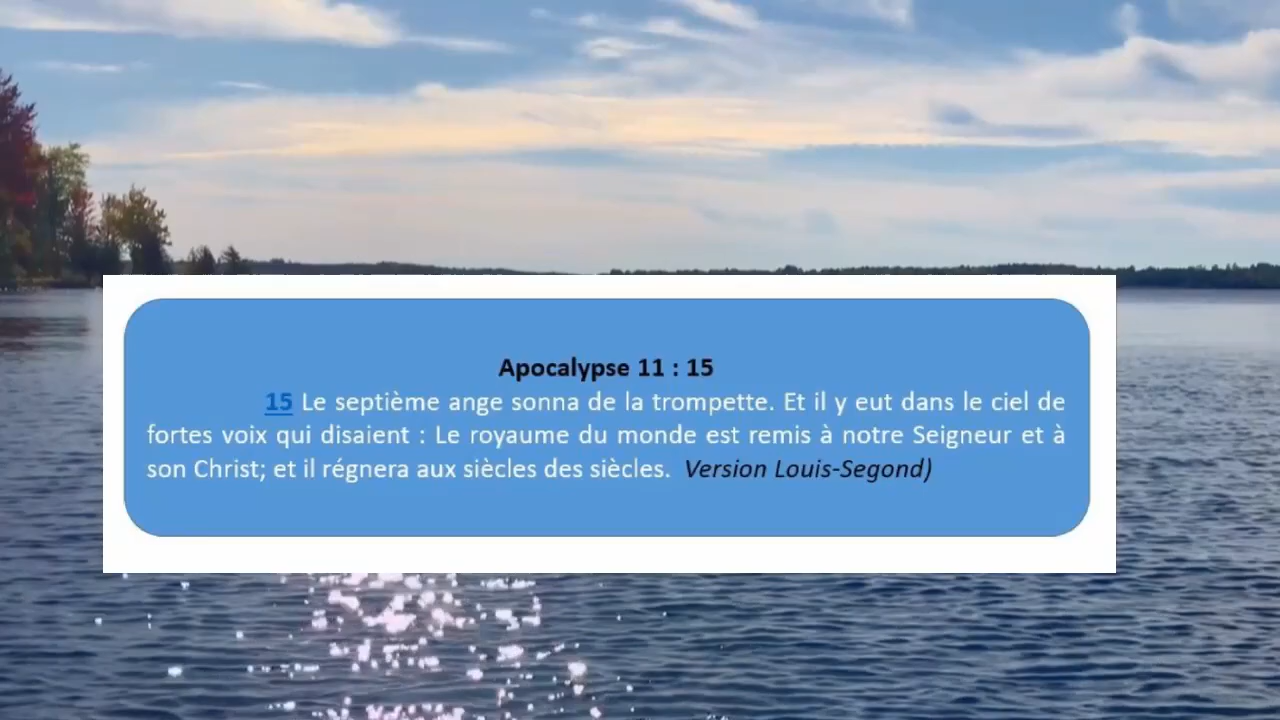 Apocalypse 11 : 15
15 Le septième ange sonna de la trompette. Et il y eut dans le ciel de
fortes voix qui disaient : Le royaume du monde est remis à notre Seigneur et à
son Christ; et il régnera aux siècles des siècles. Version Louis-Segond)